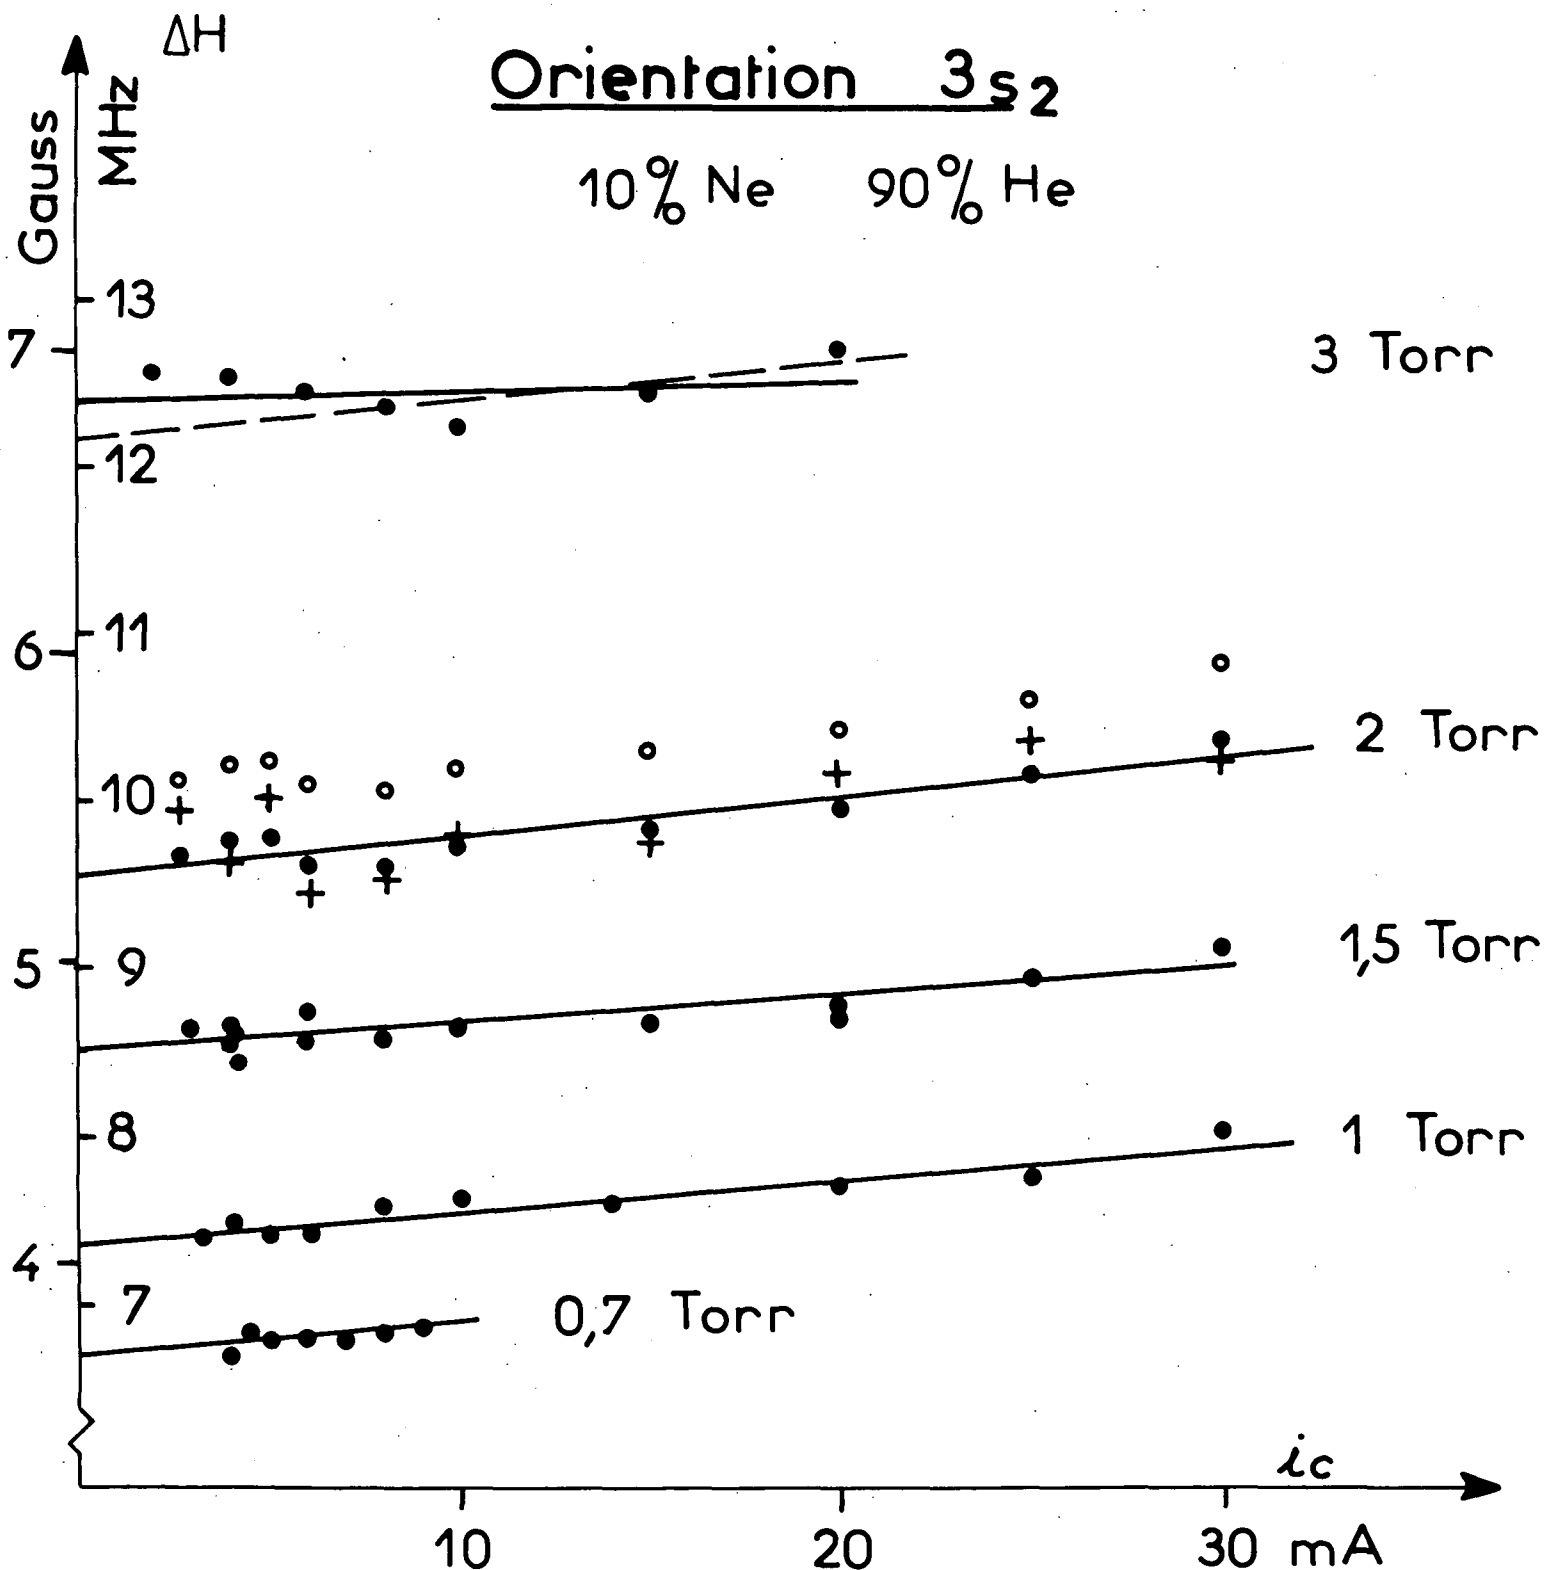 ΔH
Gauss
MHz
Orientation 3s2
10% Ne 90% He
13
7
3 Torr
12
11
6
2 Torr
10
1,5 Torr
5
9
8
1 Torr
4
7
0,7 Torr
ic
10 20 30 mA